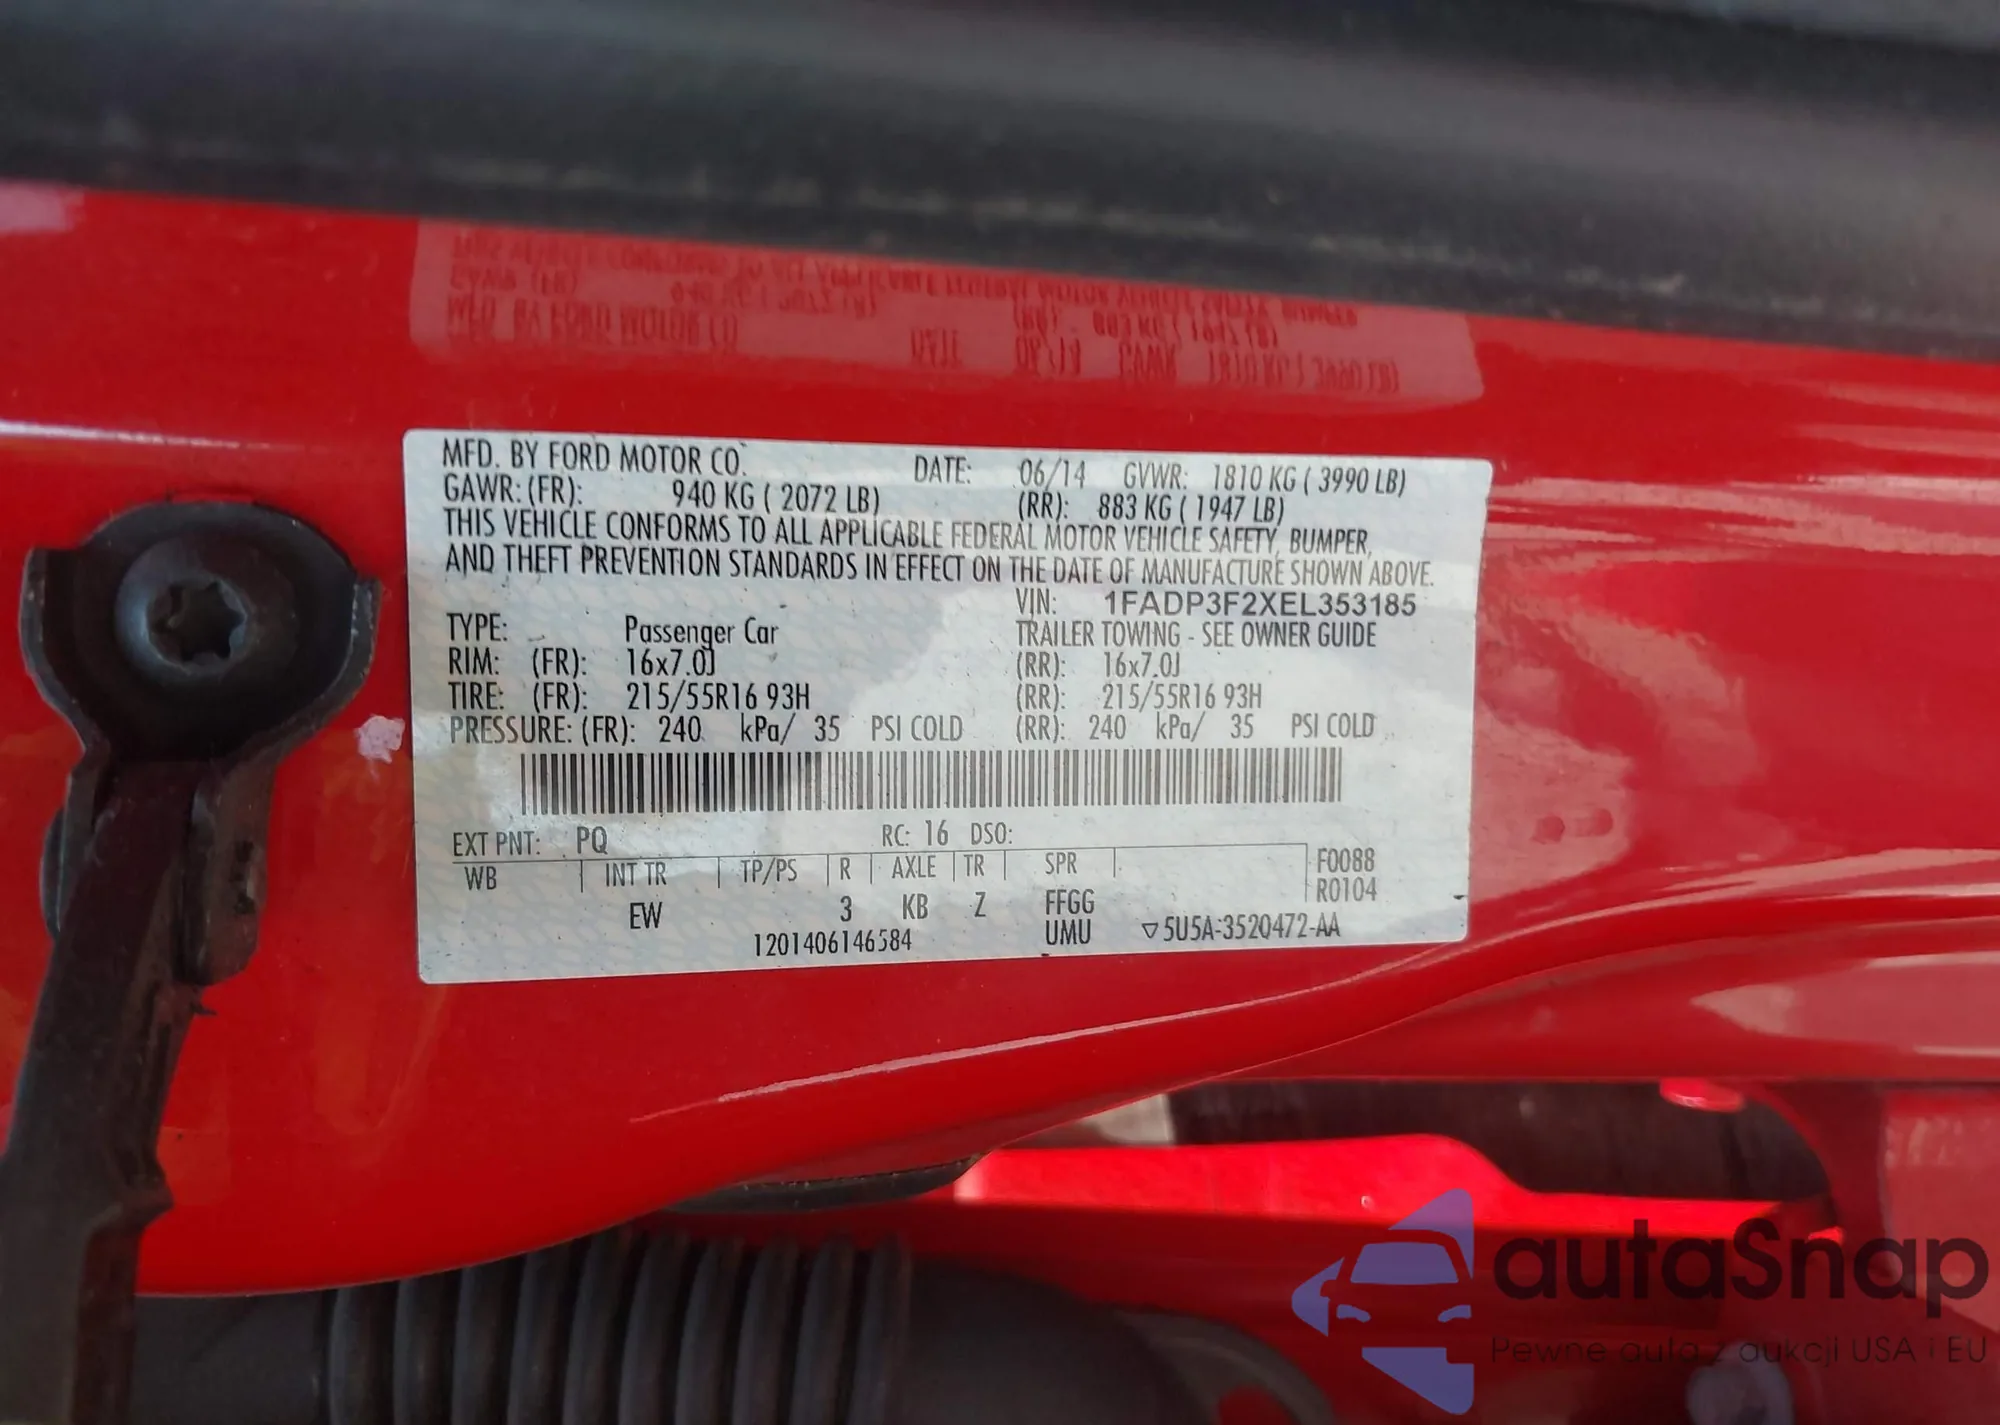 MFD. BY FORD MOTOR CO. DATE: 06/14 GVWR: 1810 KG ( 3990 LB)
GAWR: (FR): 940 KG ( 2072 LB) (RR): 883 KG ( 1947 LB)
THIS VEHICLE CONFORMS TO ALL APPLICABLE FEDERAL MOTOR VEHICLE SAFETY, BUMPER,
AND THEFT PREVENTION STANDARDS IN EFFECT ON THE DATE OF MANUFACTURE SHOWN ABOVE.
VIN: 1FADP3F2XEL353185
TYPE: Passenger Car TRAILER TOWING - SEE OWNER GUIDE
RIM: (FR): 16x7.0J (RR): 16x7.0J
TIRE: (FR): 215/55R16 93H (RR): 215/55R16 93H
PRESSURE: (FR): 240 kPa/ 35 PSI COLD (RR): 240 kPa/ 35 PSI COLD
EXT PNT: PQ RC: 16 DSO:
WB INT TR TP/PS R AXLE TR SPR F0088
R0104
EW 3 KB Z FFGG
1201406146584 UMU ▽5U5A-3520472-AA
autaSnap
Pewne auta z aukcji USA i EU